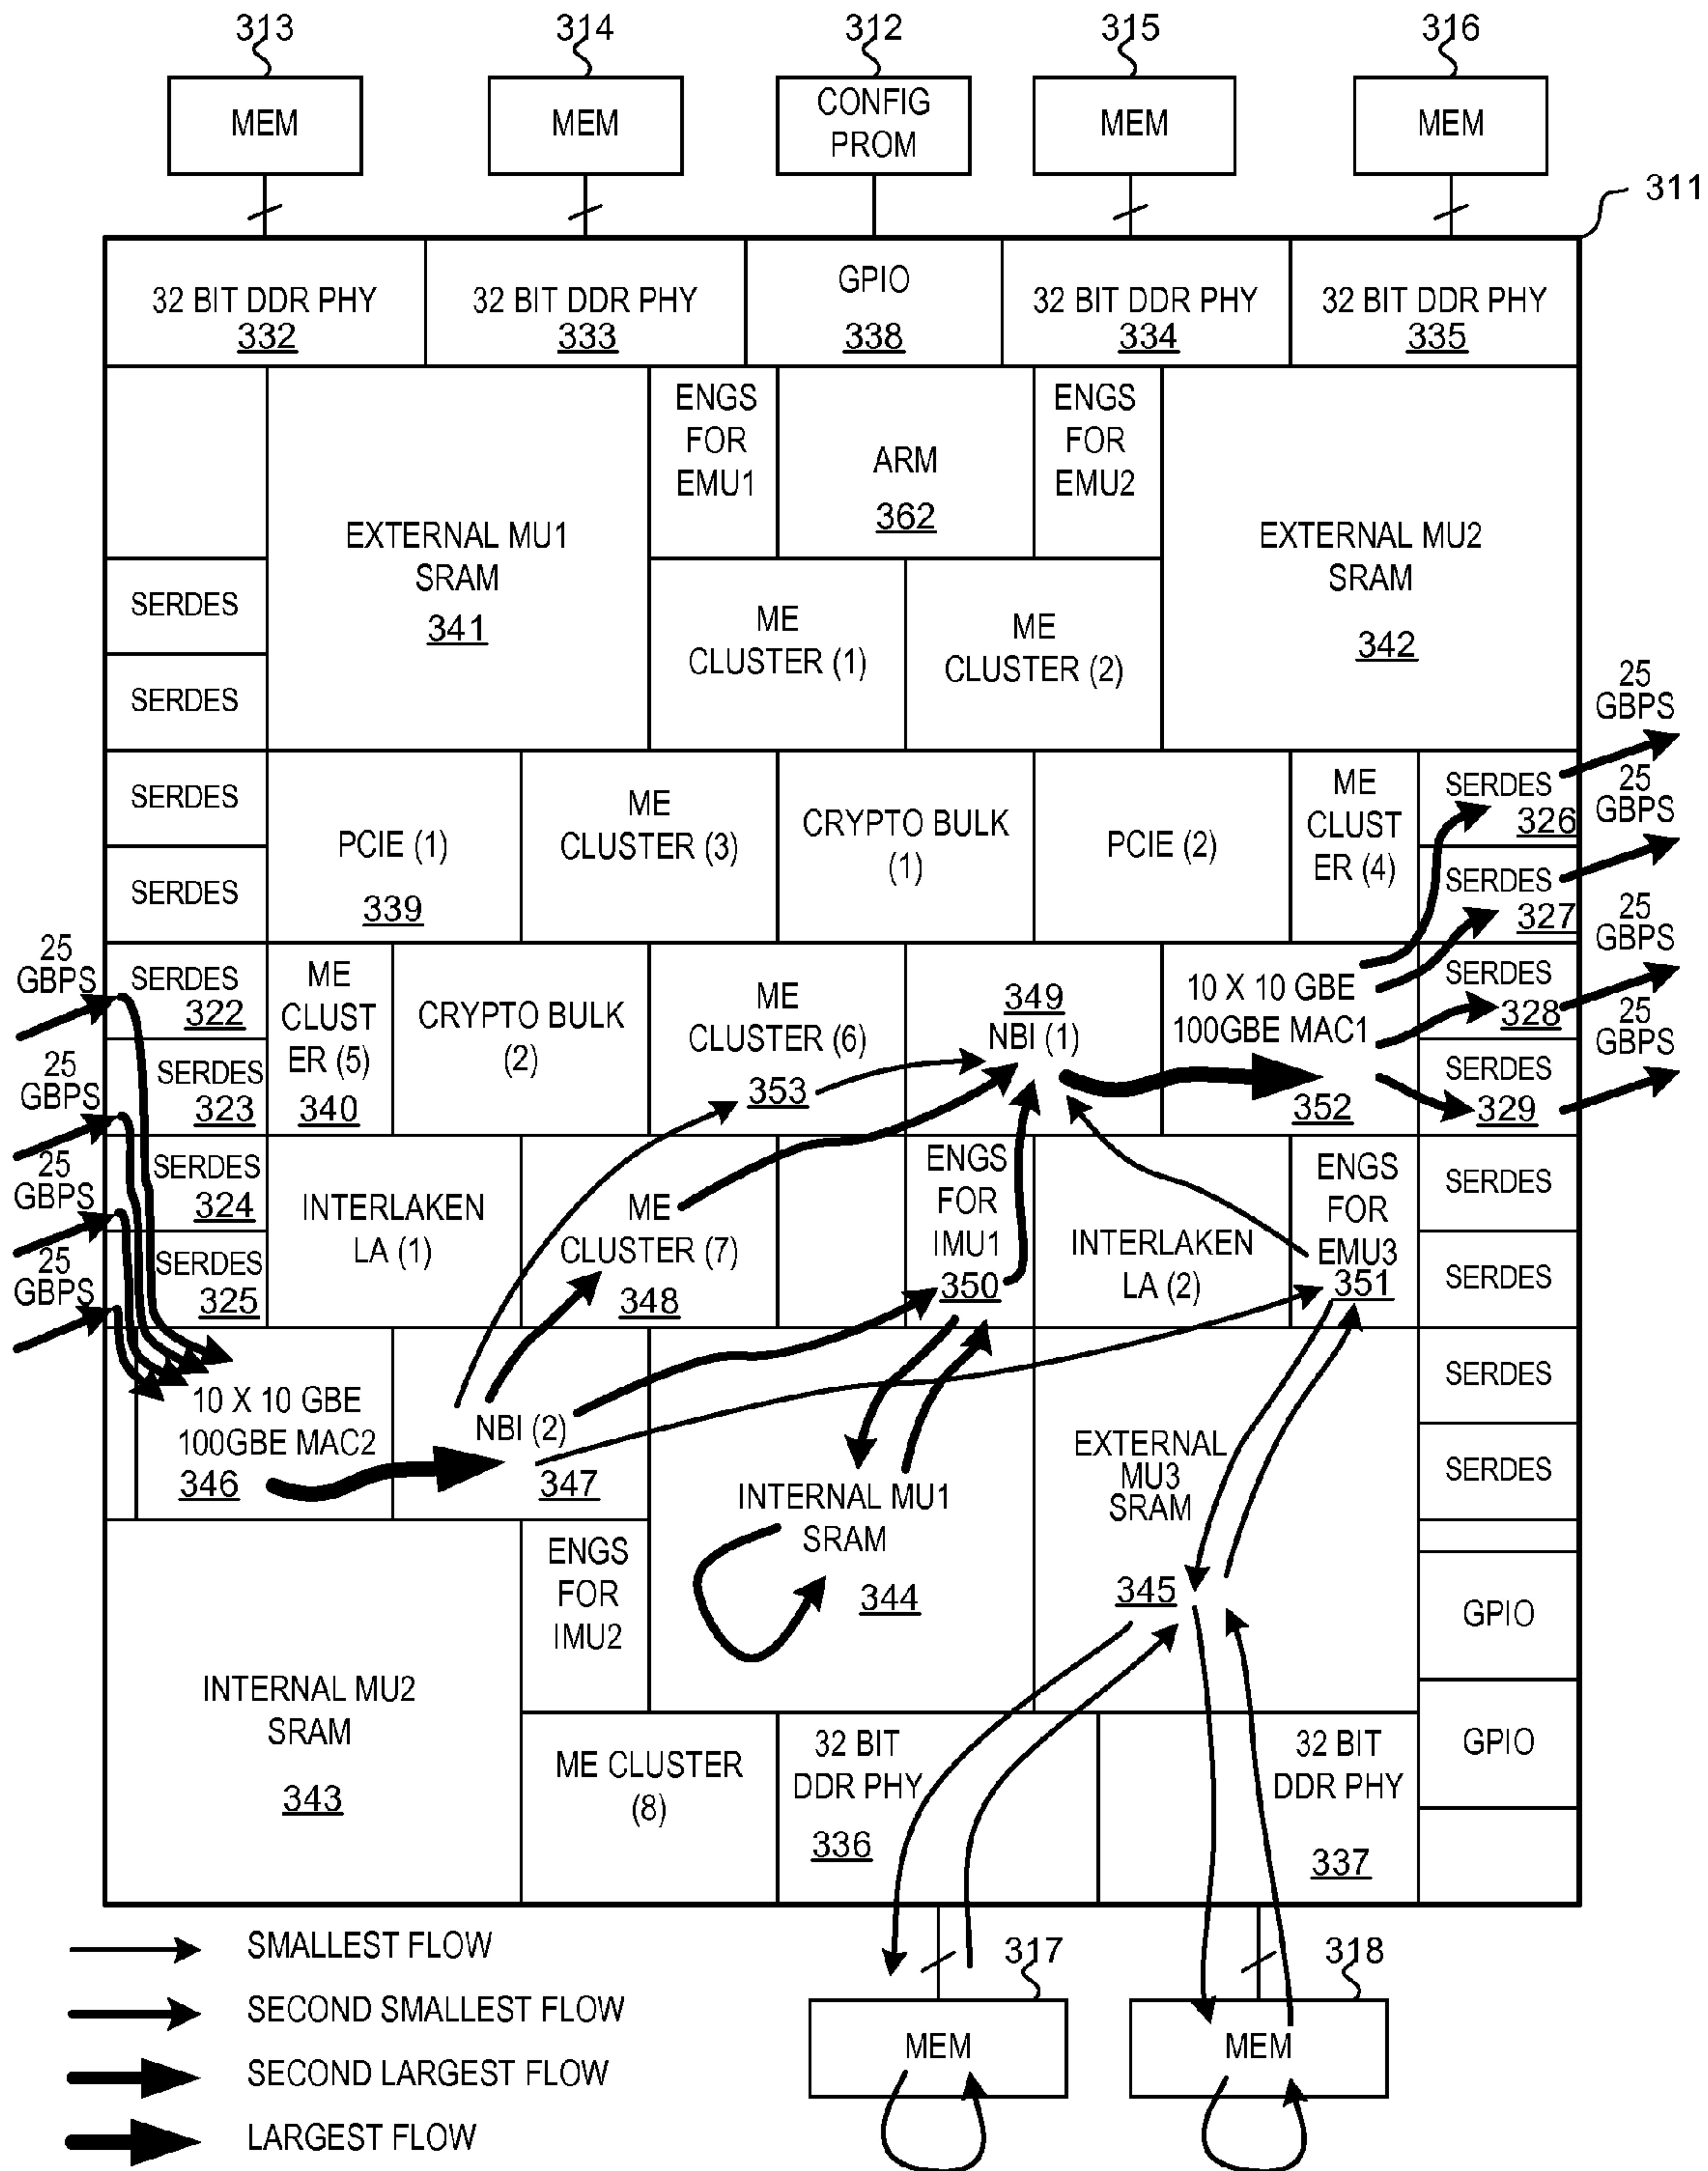 313
314
312
315
316
MEM
MEM
CONFIG
PROM
MEM
MEM
311
32 BIT DDR PHY
332
32 BIT DDR PHY
333
GPIO
338
32 BIT DDR PHY
334
32 BIT DDR PHY
335
EXTERNAL MU1
SRAM
341
ENGS
FOR
EMU1
ARM
362
ENGS
FOR
EMU2
EXTERNAL MU2
SRAM
342
SERDES
SERDES
ME
CLUSTER (1)
ME
CLUSTER (2)
SERDES
SERDES
PCIE (1)
339
ME
CLUSTER (3)
CRYPTO BULK
(1)
PCIE (2)
ME
CLUST
ER (4)
SERDES
326
SERDES
327
25
GBPS
25
GBPS
25
GBPS
25
GBPS
25
GBPS
25
GBPS
25
GBPS
25
GBPS
SERDES
322
SERDES
323
ME
CLUST
ER (5)
340
CRYPTO BULK
(2)
ME
CLUSTER (6)
353
349
NBI (1)
10 X 10 GBE
100GBE MAC1
352
SERDES
328
SERDES
329
SERDES
324
SERDES
325
INTERLAKEN
LA (1)
ME
CLUSTER (7)
348
ENGS
FOR
IMU1
350
INTERLAKEN
LA (2)
ENGS
FOR
EMU3
351
SERDES
SERDES
10 X 10 GBE
100GBE MAC2
346
NBI (2)
347
INTERNAL MU1
SRAM
344
EXTERNAL
MU3
SRAM
345
SERDES
SERDES
INTERNAL MU2
SRAM
343
ENGS
FOR
IMU2
GPIO
GPIO
ME CLUSTER
(8)
32 BIT
DDR PHY
336
32 BIT
DDR PHY
337
317
318
MEM
MEM
SMALLEST FLOW
SECOND SMALLEST FLOW
SECOND LARGEST FLOW
LARGEST FLOW